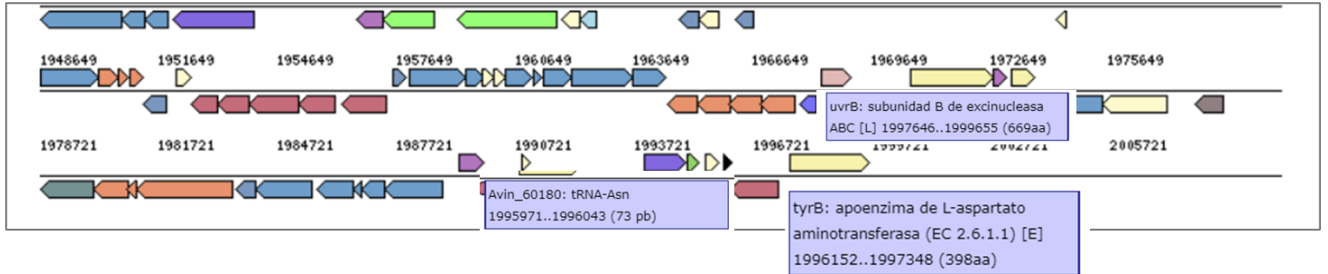 1948649 1951649 1954649 1957649 1960649 1963649 1966649 1969649 1972649 1975649
uvrB: subunidad B de excinucleasa
ABC [L] 1997646..1999655 (669aa)
1978721 1981721 1984721 1987721 1990721 1993721 1996721 1999721 2002721 2005721
Avin_60180: tRNA-Asn
1995971..1996043 (73 pb)
tyrB: apoenzima de L-aspartato
aminotransferasa (EC 2.6.1.1) [E]
1996152..1997348 (398aa)